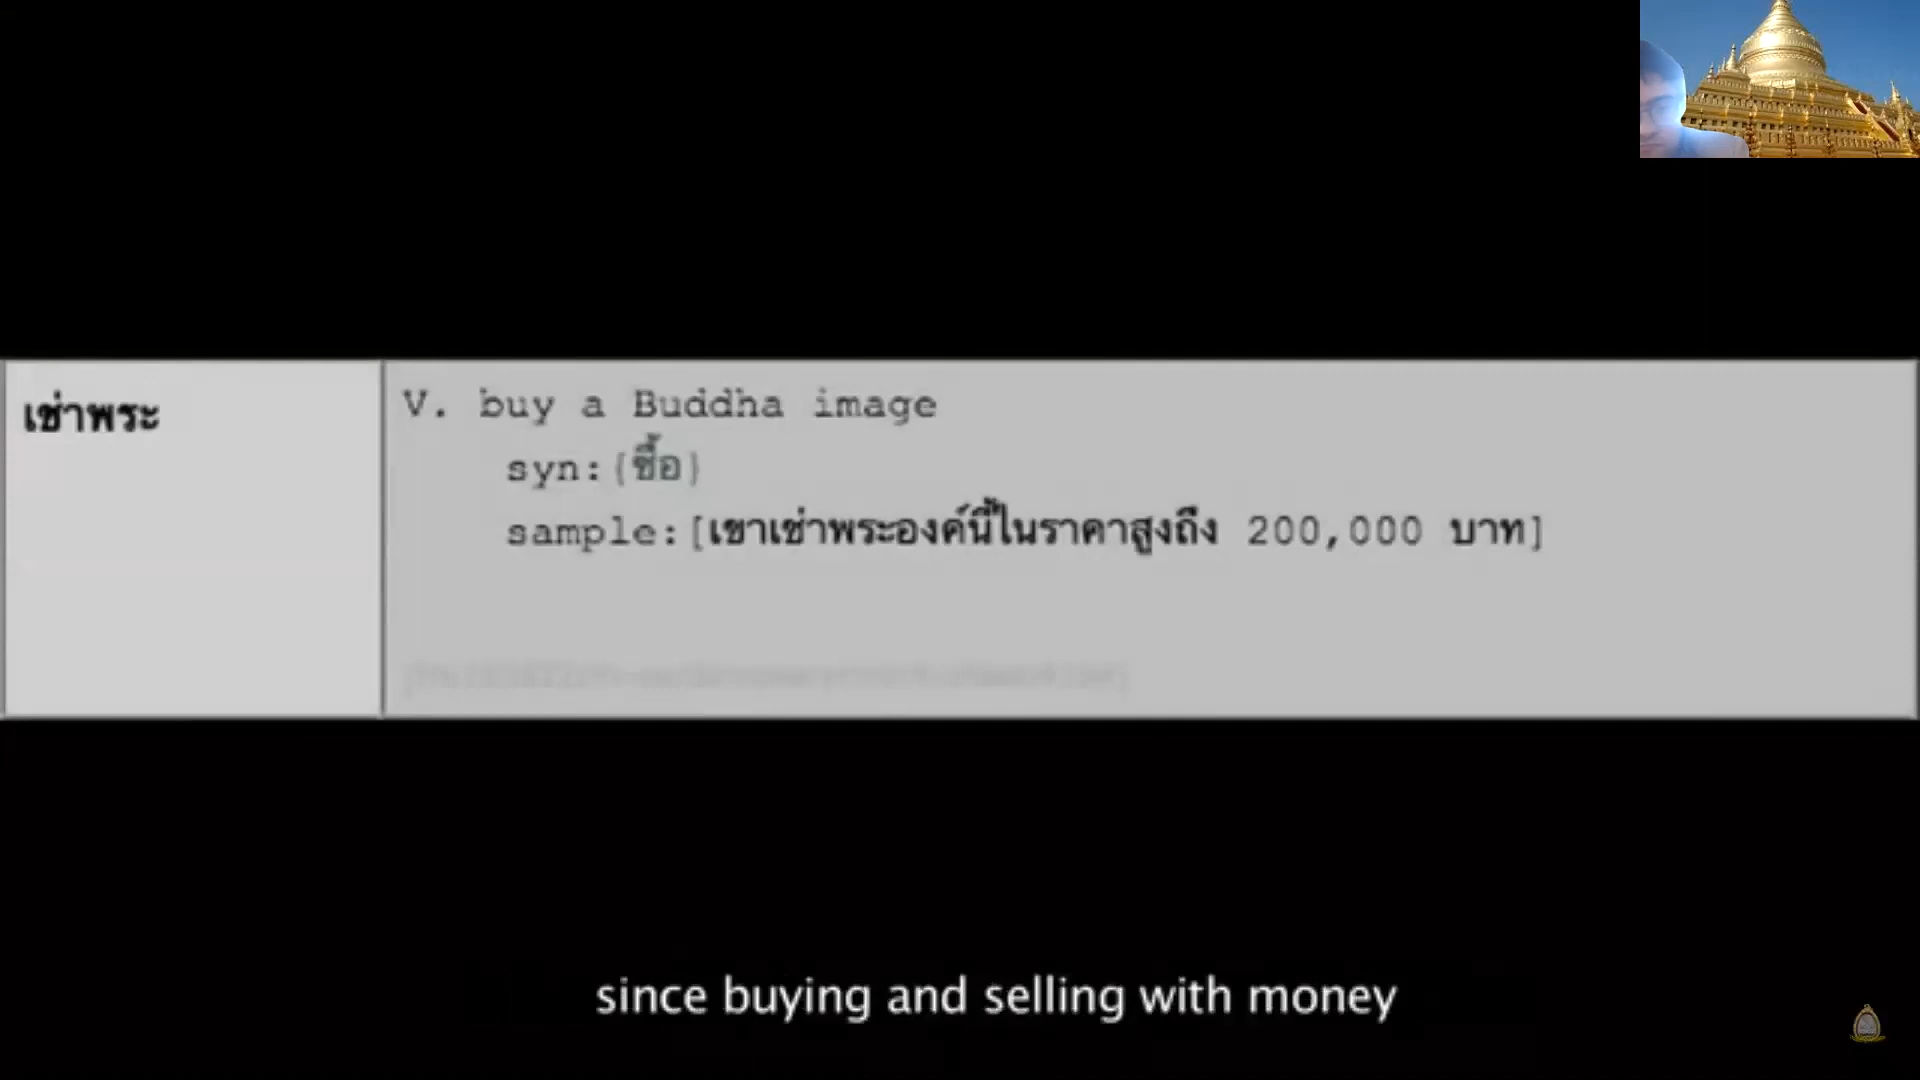 เช่าพระ
V. buy a Buddha image
syn:{ซื้อ}
sample:[เขาเช่าพระองค์นี้ในราคาสูงถึง 200,000 บาท]
since buying and selling with money